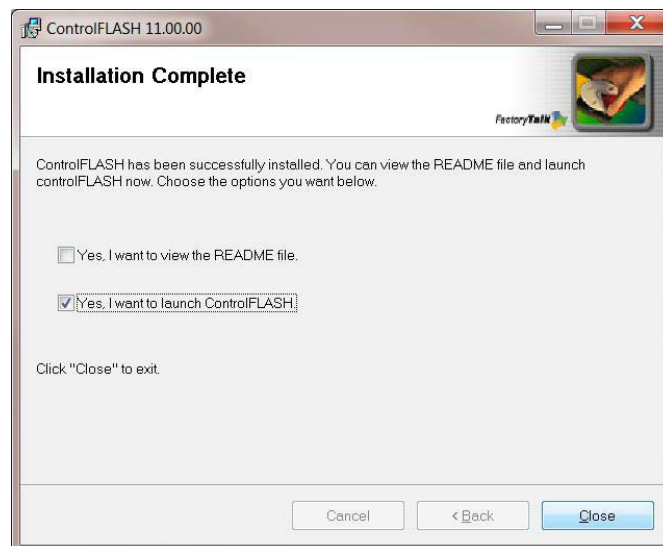 ControlFLASH 11.00.00
Installation Complete
FactoryTalk
ControlFLASH has been successfully installed. You can view the README file and launch
controlFLASH now. Choose the options you want below.
Yes, I want to view the README file.
Yes, I want to launch ControlFLASH.
Click "Close" to exit.
Cancel
< Back
Close